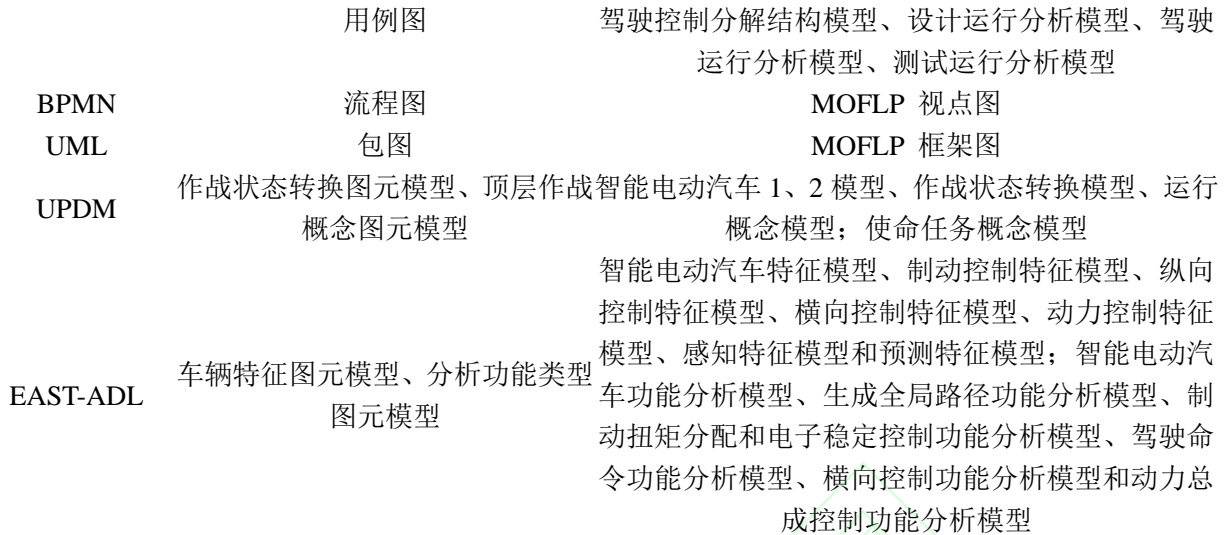 用例图 驾驶控制分解结构模型、设计运行分析模型、驾驶
运行分析模型、测试运行分析模型
BPMN 流程图 MOFLP 视点图
UML 包图 MOFLP 框架图
UPDM
作战状态转换图元模型、顶层作战
概念图元模型
智能电动汽车 1、2 模型、作战状态转换模型、运行
概念模型；使命任务概念模型
EAST-ADL
车辆特征图元模型、分析功能类型
图元模型
智能电动汽车特征模型、制动控制特征模型、纵向
控制特征模型、横向控制特征模型、动力控制特征
模型、感知特征模型和预测特征模型；智能电动汽
车功能分析模型、生成全局路径功能分析模型、制
动扭矩分配和电子稳定控制功能分析模型、驾驶命
令功能分析模型、横向控制功能分析模型和动力总
成控制功能分析模型